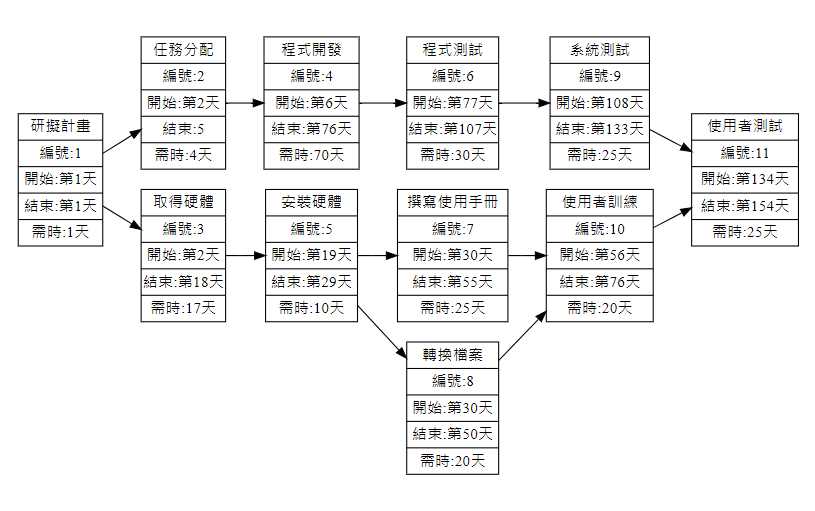 研擬計畫
編號:1
開始:第1天
結束:第1天
需時:1天
任務分配
編號:2
開始:第2天
結束:5
需時:4天
取得硬體
編號:3
開始:第2天
結束:第18天
需時:17天
程式開發
編號:4
開始:第6天
結束:第76天
需時:70天
安裝硬體
編號:5
開始:第19天
結束:第29天
需時:10天
程式測試
編號:6
開始:第77天
結束:第107天
需時:30天
撰寫使用手冊
編號:7
開始:第30天
結束:第55天
需時:25天
轉換檔案
編號:8
開始:第30天
結束:第50天
需時:20天
系統測試
編號:9
開始:第108天
結束:第133天
需時:25天
使用者訓練
編號:10
開始:第56天
結束:第76天
需時:20天
使用者測試
編號:11
開始:第134天
結束:第154天
需時:25天